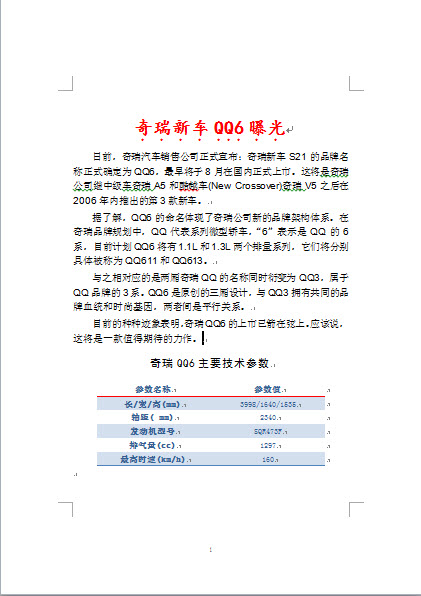 奇瑞新车QQ6曝光
目前，奇瑞汽车销售公司正式宣布：奇瑞新车 S21 的品牌名
称正式确定为 QQ6，最早将于 8 月在国内正式上市。这将是奇瑞
公司继中级车奇瑞 A5 和酷酷车(New Crossover)奇瑞 V5 之后在
2006 年内推出的第 3 款新车。
据了解，QQ6 的命名体现了奇瑞公司新的品牌架构体系。在
奇瑞品牌规划中，QQ 代表系列微型轿车，“6”表示是 QQ 的 6
系，目前计划 QQ6 将有 1.1L 和 1.3L 两个排量系列，它们将分别
具体被称为 QQ611 和 QQ613。
与之相对应的是两厢奇瑞 QQ 的名称同时衍变为 QQ3，属于
QQ 品牌的 3 系。QQ6 是原创的三厢设计，与 QQ3 拥有共同的品
牌血统和时尚基因，两者间是平行关系。
目前的种种迹象表明，奇瑞 QQ6 的上市已箭在弦上。应该说，
这将是一款值得期待的力作。
奇瑞 QQ6 主要技术参数
参数名称 参数值
长/宽/高(mm) 3998/1640/1535
轴距( mm) 2340
发动机型号 SQR473F
排气量(cc) 1297
最高时速(km/h) 160
1